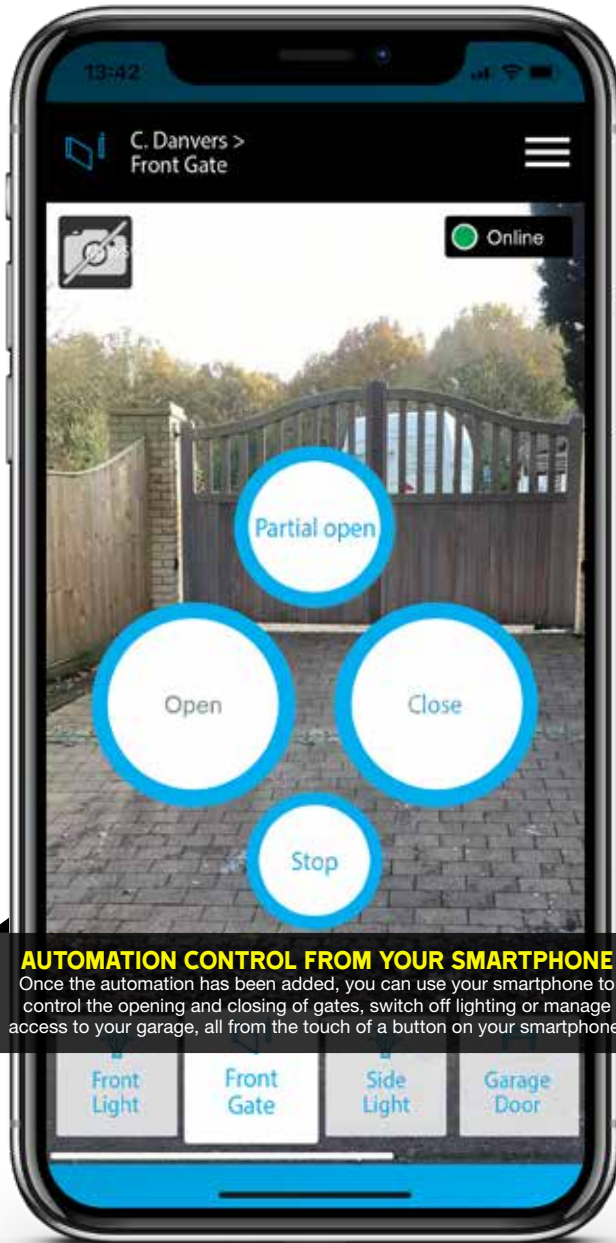 13:42
C. Danvers >
Front Gate
Online
Partial open
Open
Close
Stop
AUTOMATION CONTROL FROM YOUR SMARTPHONE
Once the automation has been added, you can use your smartphone to
control the opening and closing of gates, switch off lighting or manage
access to your garage, all from the touch of a button on your smartphone
Front
Light
Front
Gate
Side
Light
Garage
Door